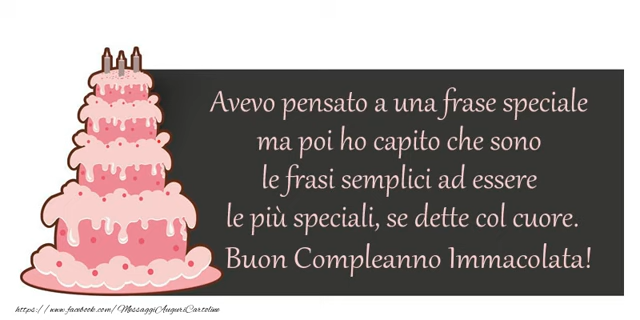 Avevo pensato a una frase speciale
ma poi ho capito che sono
le frasi semplici ad essere
le più speciali, se dette col cuore.
Buon Compleanno Immacolata!
https://www.facebook.com/MessaggiAuguriCartoline